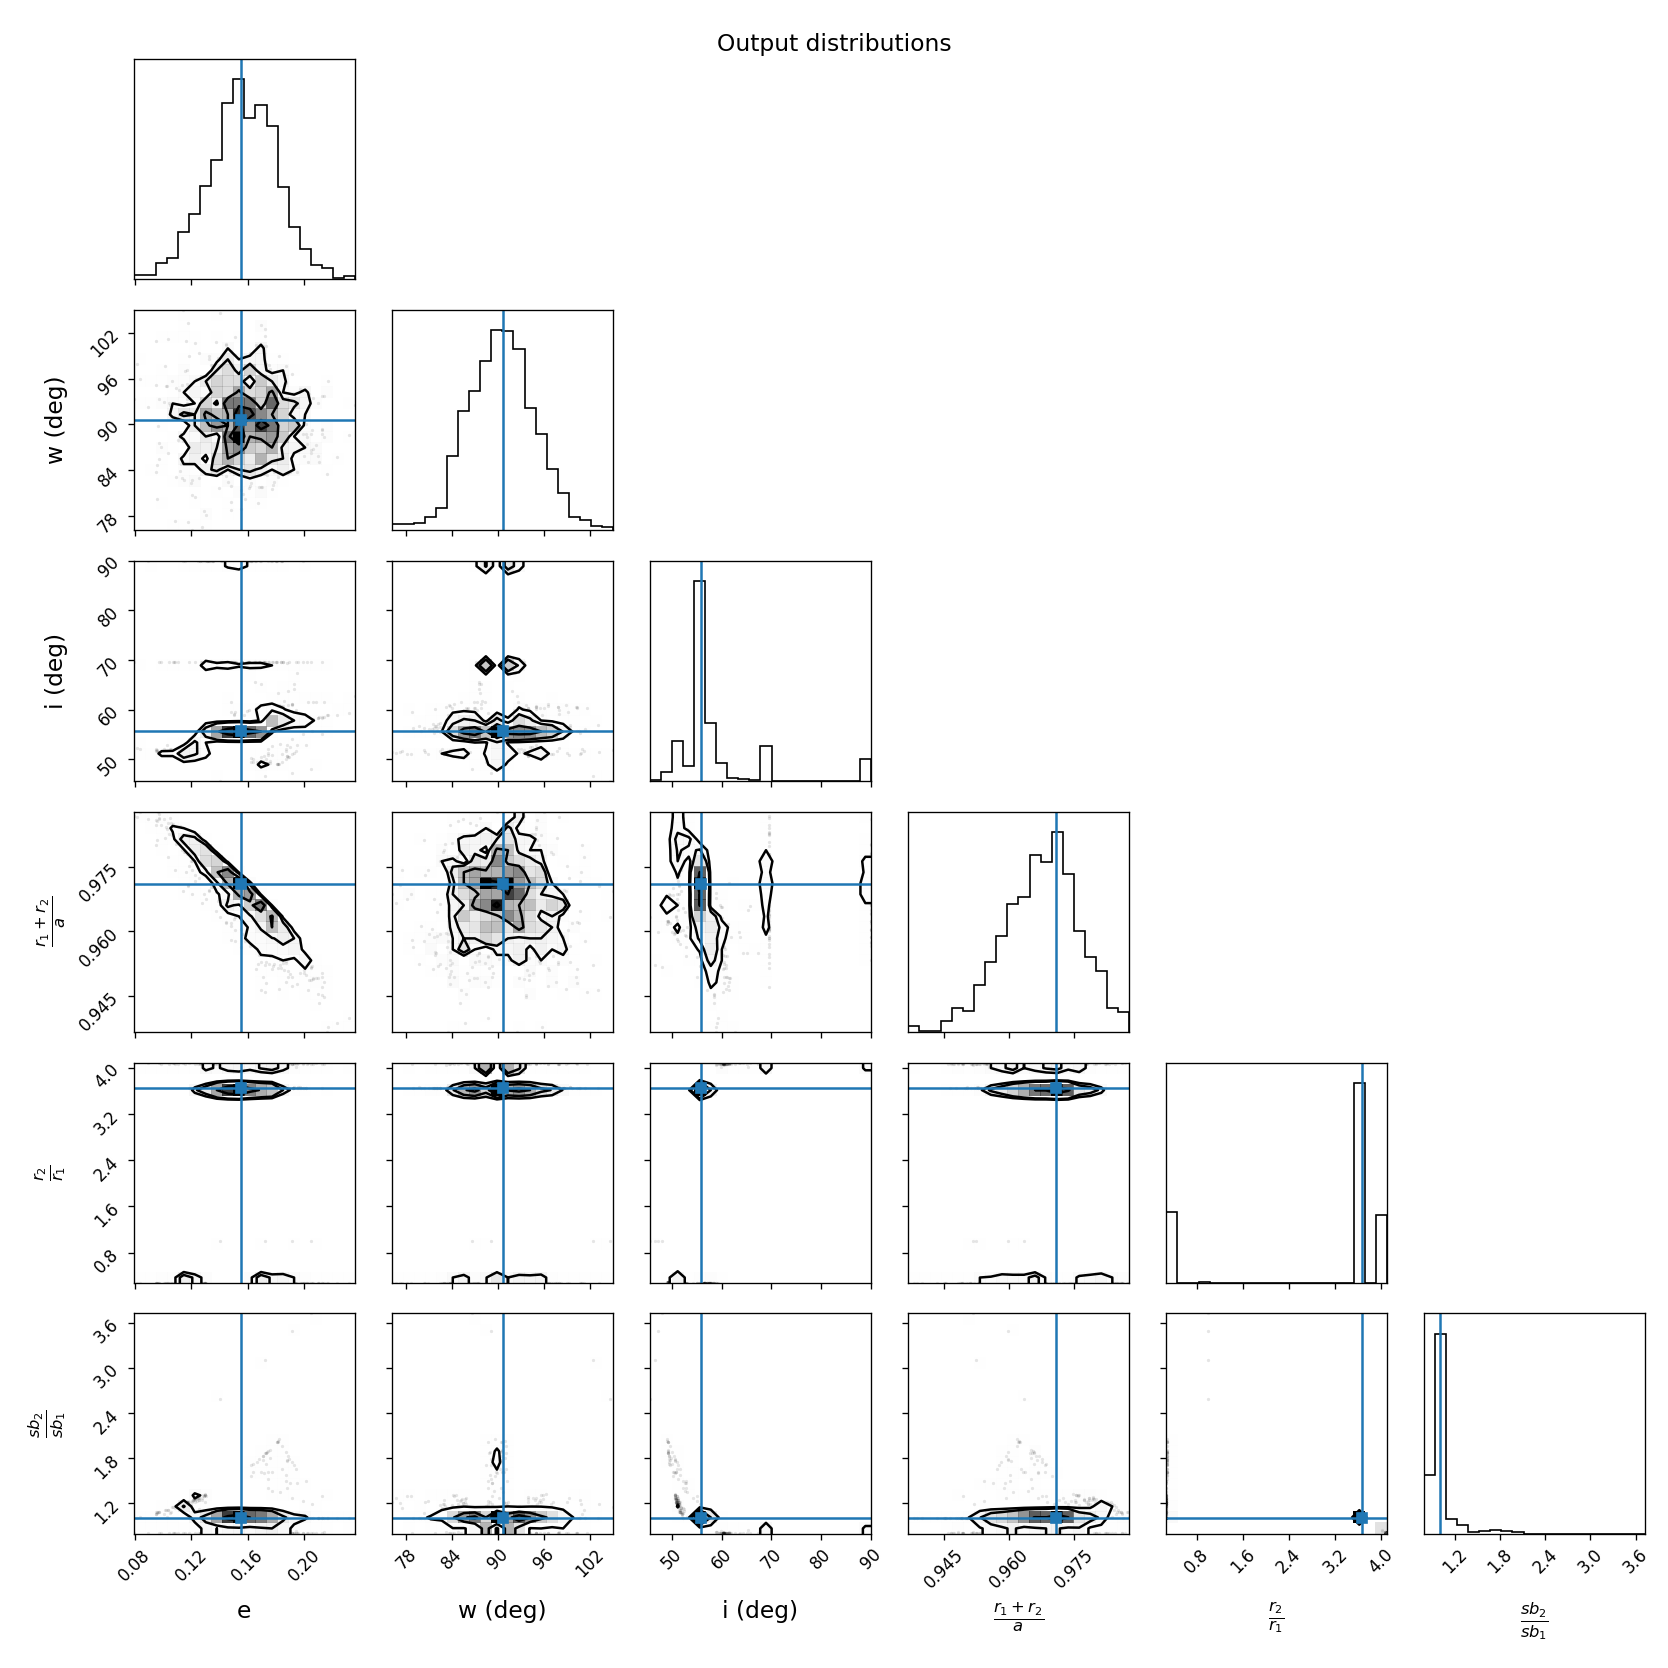 Output distributions
102
96
90
84
78
w (deg)
90
80
70
60
50
i (deg)
0.975
0.960
0.945
r₁ + r₂
a
4.0
3.2
2.4
1.6
0.8
r₂
r₁
3.6
3.0
2.4
1.8
1.2
sb₂
sb₁
0.08 0.12 0.16 0.20 78 84 90 96 102 50 60 70 80 90 0.945 0.960 0.975 0.8 1.6 2.4 3.2 4.0 1.2 1.8 2.4 3.0 3.6
e w (deg) i (deg)
r₁ + r₂ r₂ sb₂
a r₁ sb₁